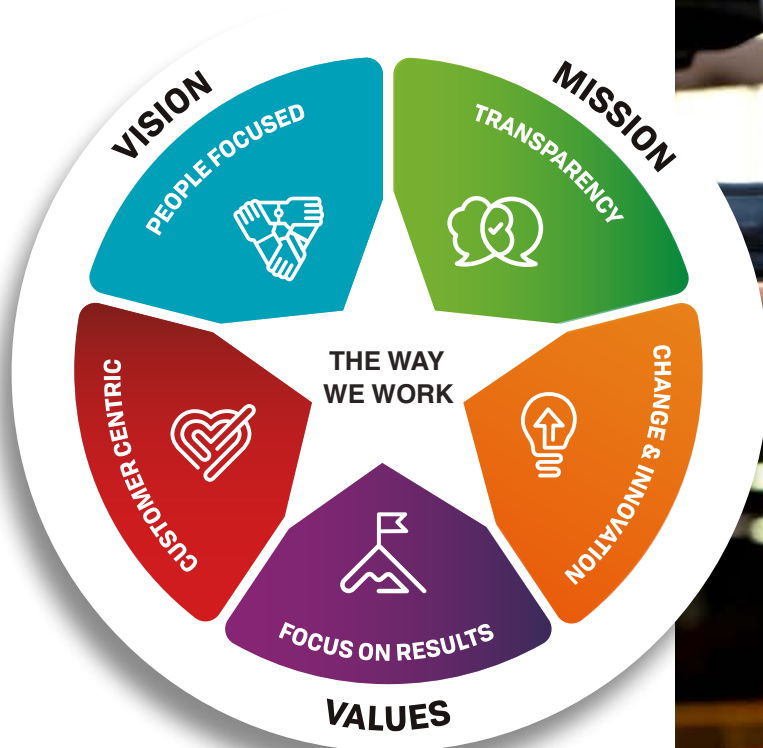 VISION
MISSION
PEOPLE FOCUSED
TRANSPARENCY
CUSTOMER CENTRIC
THE WAY
WE WORK
CHANGE & INNOVATION
FOCUS ON RESULTS
VALUES